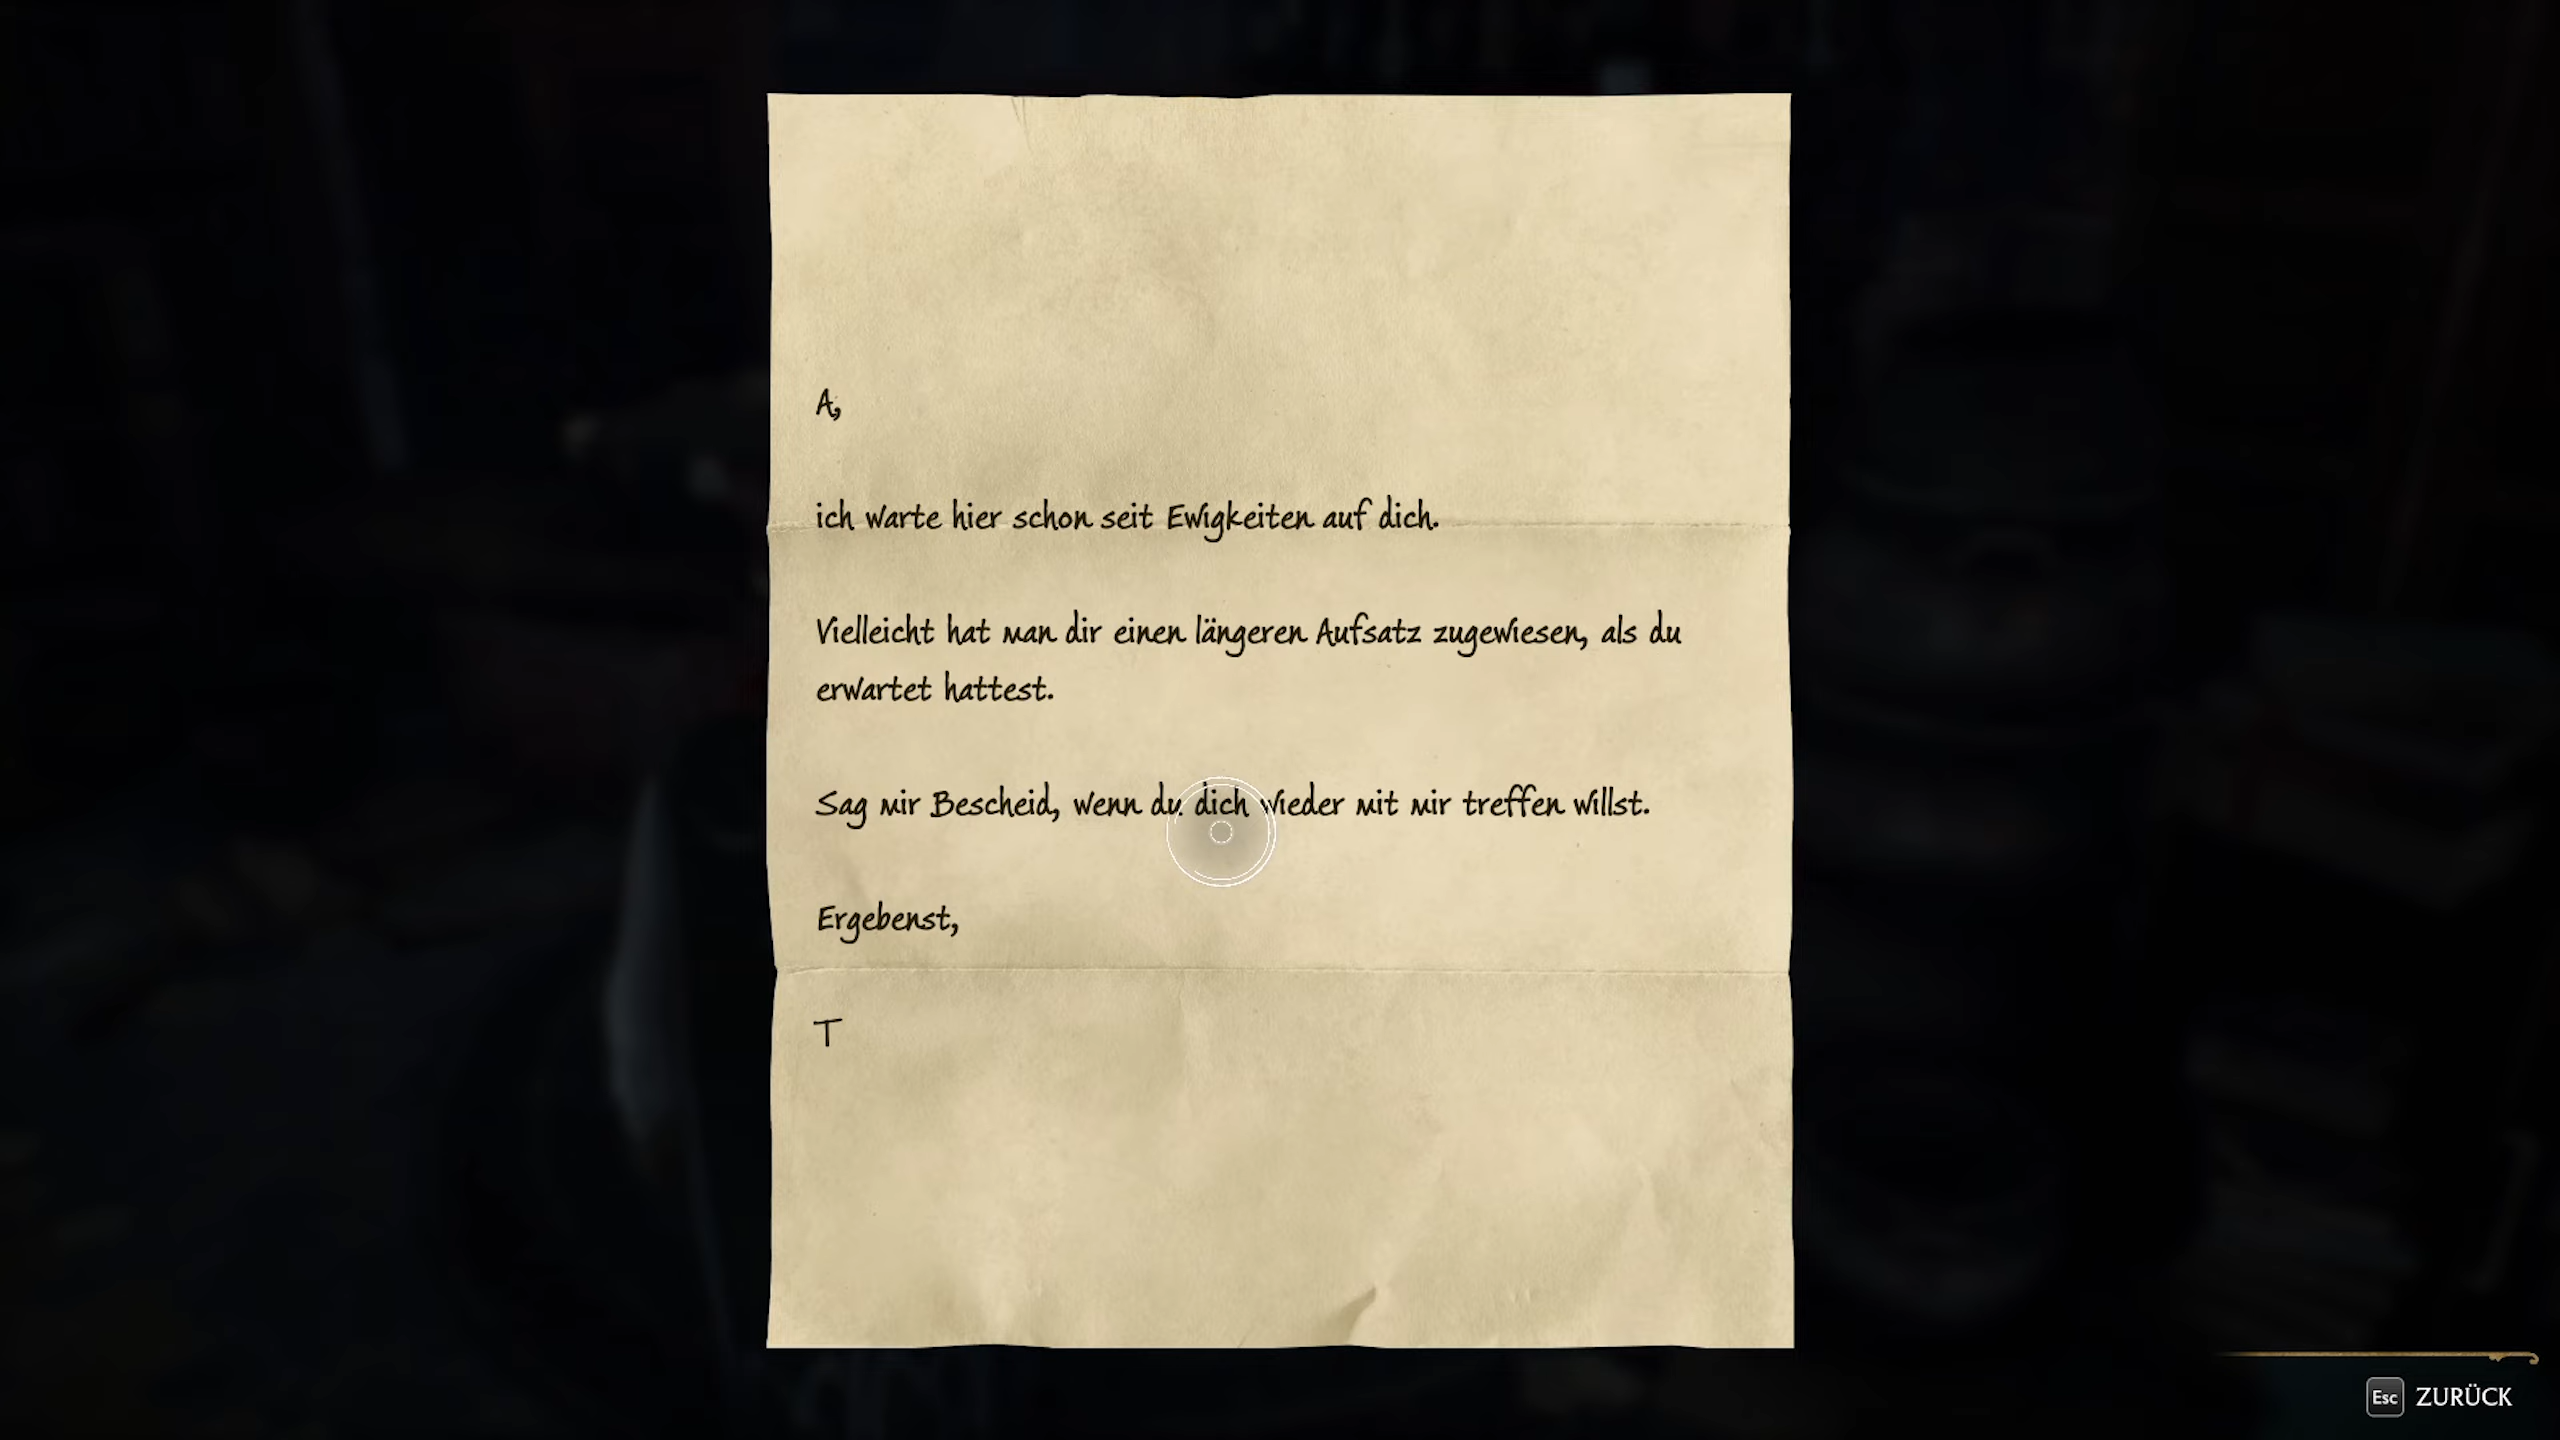 A,
ich warte hier schon seit Ewigkeiten auf dich.
Vielleicht hat man dir einen längeren Aufsatz zugewiesen, als du
erwartet hattest.
Sag mir Bescheid, wenn du dich wieder mit mir treffen willst.
Ergebenst,
T
Esc ZURÜCK